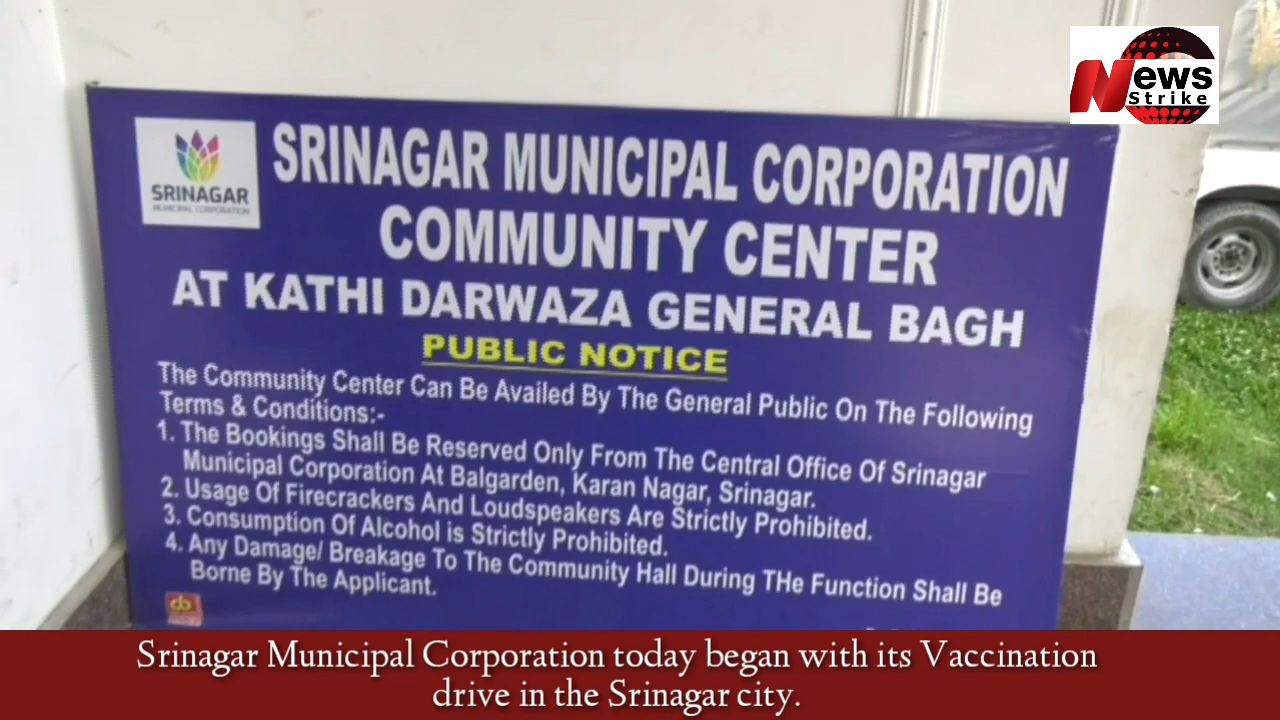 News
Strike
SRINAGAR
MUNICIPAL CORPORATION
SRINAGAR MUNICIPAL CORPORATION
COMMUNITY CENTER
AT KATHI DARWAZA GENERAL BAGH
PUBLIC NOTICE
The Community Center Can Be Availed By The General Public On The Following
Terms & Conditions:-
1. The Bookings Shall Be Reserved Only From The Central Office Of Srinagar
Municipal Corporation At Balgarden, Karan Nagar, Srinagar.
2. Usage Of Firecrackers And Loudspeakers Are Strictly Prohibited.
3. Consumption Of Alcohol is Strictly Prohibited.
4. Any Damage/ Breakage To The Community Hall During THe Function Shall Be
Borne By The Applicant.
Srinagar Municipal Corporation today began with its Vaccination
drive in the Srinagar city.